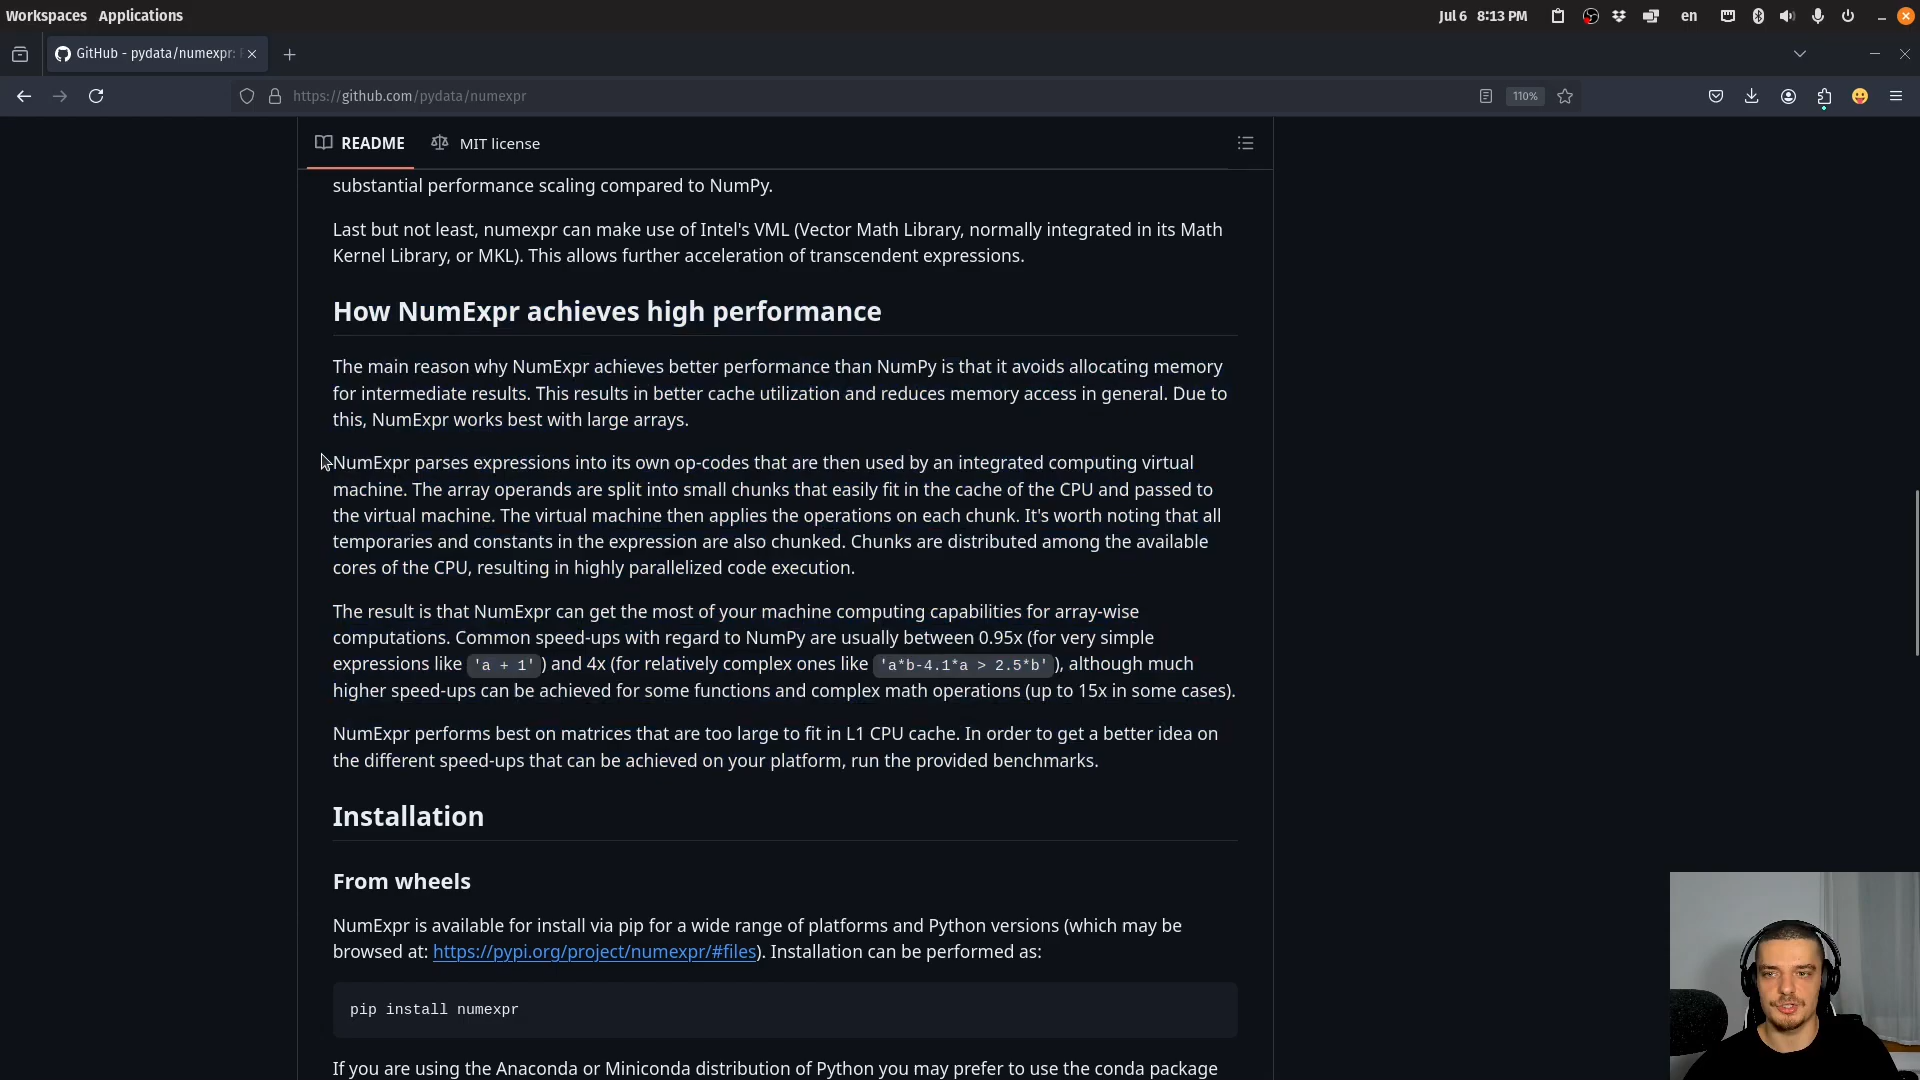 Workspaces Applications
Jul 6 8:13 PM
en
GitHub - pydata/numexpr:
https://github.com/pydata/numexpr
110%
README
MIT license
substantial performance scaling compared to NumPy.
Last but not least, numexpr can make use of Intel's VML (Vector Math Library, normally integrated in its Math
Kernel Library, or MKL). This allows further acceleration of transcendent expressions.
How NumExpr achieves high performance
The main reason why NumExpr achieves better performance than NumPy is that it avoids allocating memory
for intermediate results. This results in better cache utilization and reduces memory access in general. Due to
this, NumExpr works best with large arrays.
NumExpr parses expressions into its own op-codes that are then used by an integrated computing virtual
machine. The array operands are split into small chunks that easily fit in the cache of the CPU and passed to
the virtual machine. The virtual machine then applies the operations on each chunk. It's worth noting that all
temporaries and constants in the expression are also chunked. Chunks are distributed among the available
cores of the CPU, resulting in highly parallelized code execution.
The result is that NumExpr can get the most of your machine computing capabilities for array-wise
computations. Common speed-ups with regard to NumPy are usually between 0.95x (for very simple
expressions like 'a + 1') and 4x (for relatively complex ones like 'a*b-4.1*a > 2.5*b'), although much
higher speed-ups can be achieved for some functions and complex math operations (up to 15x in some cases).
NumExpr performs best on matrices that are too large to fit in L1 CPU cache. In order to get a better idea on
the different speed-ups that can be achieved on your platform, run the provided benchmarks.
Installation
From wheels
NumExpr is available for install via pip for a wide range of platforms and Python versions (which may be
browsed at: https://pypi.org/project/numexpr/#files). Installation can be performed as:
pip install numexpr
If you are using the Anaconda or Miniconda distribution of Python you may prefer to use the conda package